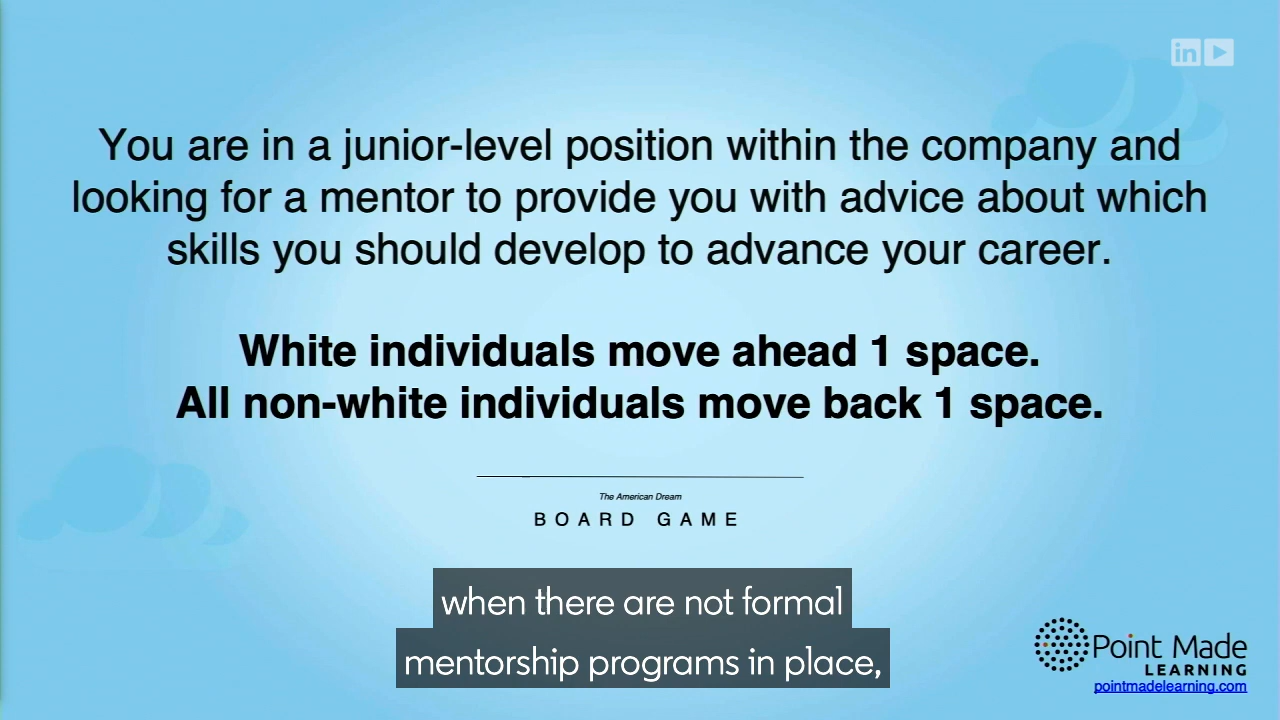 in
You are in a junior-level position within the company and
looking for a mentor to provide you with advice about which
skills you should develop to advance your career.
White individuals move ahead 1 space.
All non-white individuals move back 1 space.
The American Dream
BOARD GAME
when there are not formal
mentorship programs in place,
Point Made
LEARNING
pointmadelearning.com